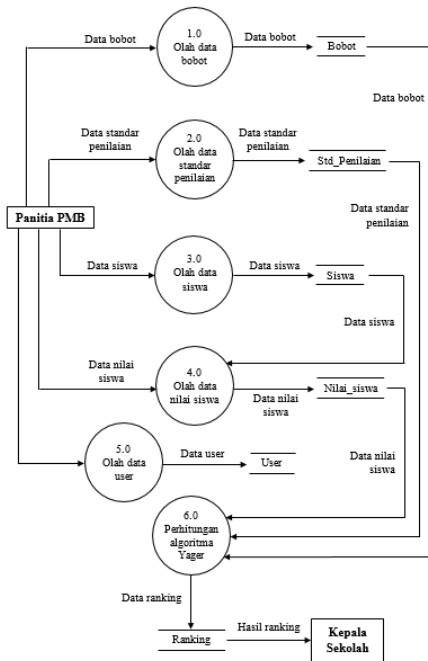 1.0
Olah data
bobot
Data bobot
Data bobot
Bobot
Data bobot
2.0
Olah data
standar
penilaian
Data standar
penilaian
Data standar
penilaian
Std_Penilaian
Data standar
penilaian
Panitia PMB
3.0
Olah data
siswa
Data siswa
Data siswa
Siswa
Data siswa
4.0
Olah data
nilai siswa
Data nilai
siswa
Data nilai
siswa
Nilai_siswa
Data nilai
siswa
5.0
Olah data
user
Data user
User
6.0
Perhitungan
algoritma
Yager
Data ranking
Ranking
Hasil ranking
Kepala
Sekolah